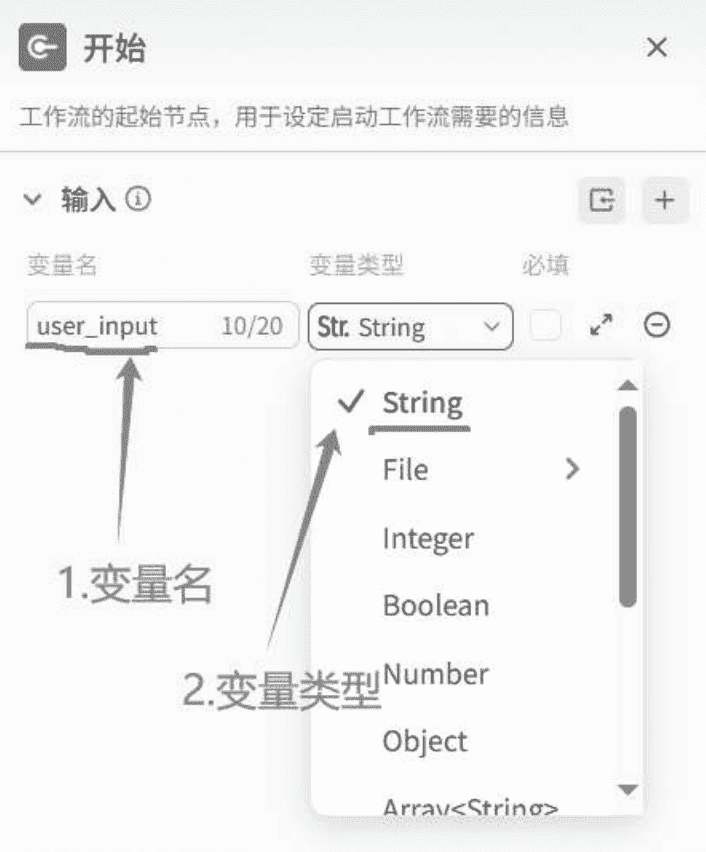 开始
工作流的起始节点，用于设定启动工作流需要的信息
输入
变量名 变量类型 必填
user_input 10/20 Str. String
String
File
Integer
Boolean
Number
Object
Array<String>
1.变量名
2.变量类型